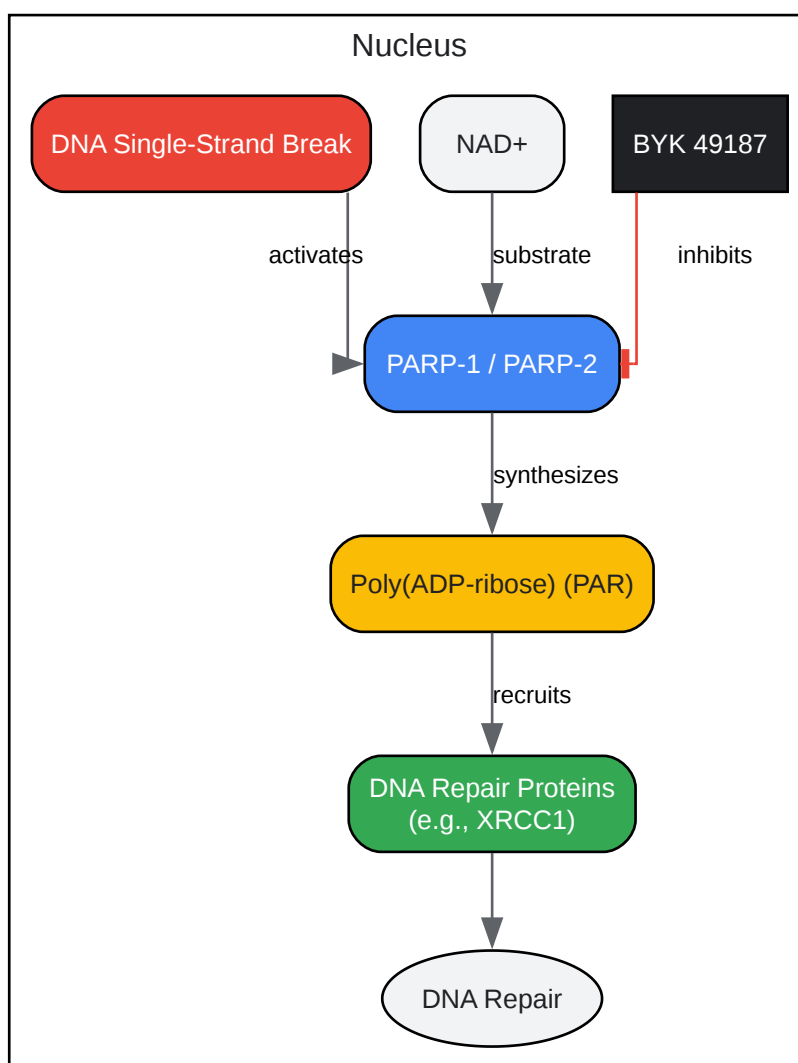 Nucleus
DNA Single-Strand Break
NAD+
BYK 49187
activates
substrate
inhibits
PARP-1 / PARP-2
synthesizes
Poly(ADP-ribose) (PAR)
recruits
DNA Repair Proteins
(e.g., XRCC1)
DNA Repair